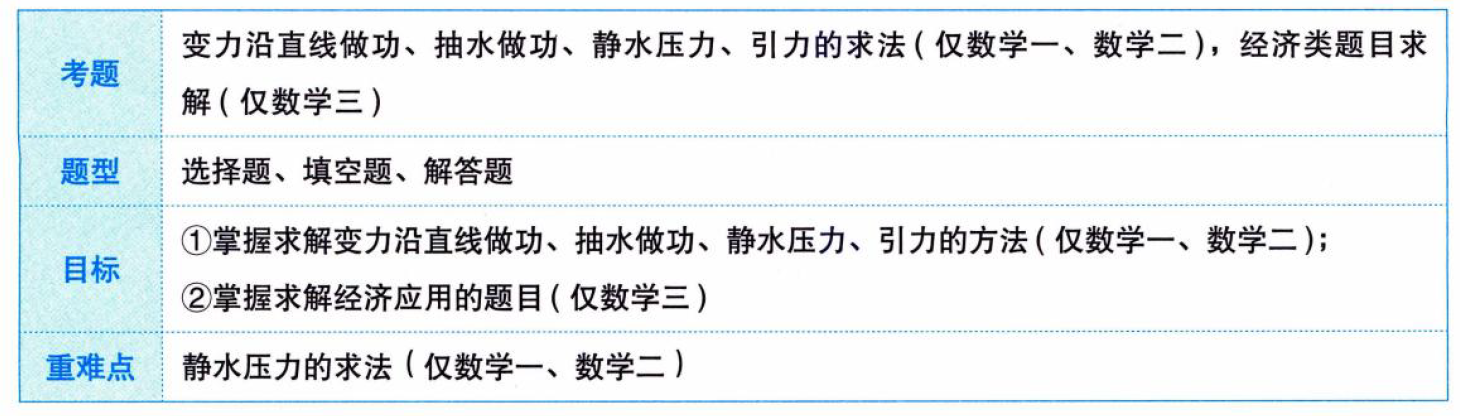 考题
变力沿直线做功、抽水做功、静水压力、引力的求法(仅数学一、数学二)，经济类题目求
解(仅数学三)
题型
选择题、填空题、解答题
目标
①掌握求解变力沿直线做功、抽水做功、静水压力、引力的方法(仅数学一、数学二)；
②掌握求解经济应用的题目(仅数学三)
重难点
静水压力的求法(仅数学一、数学二)